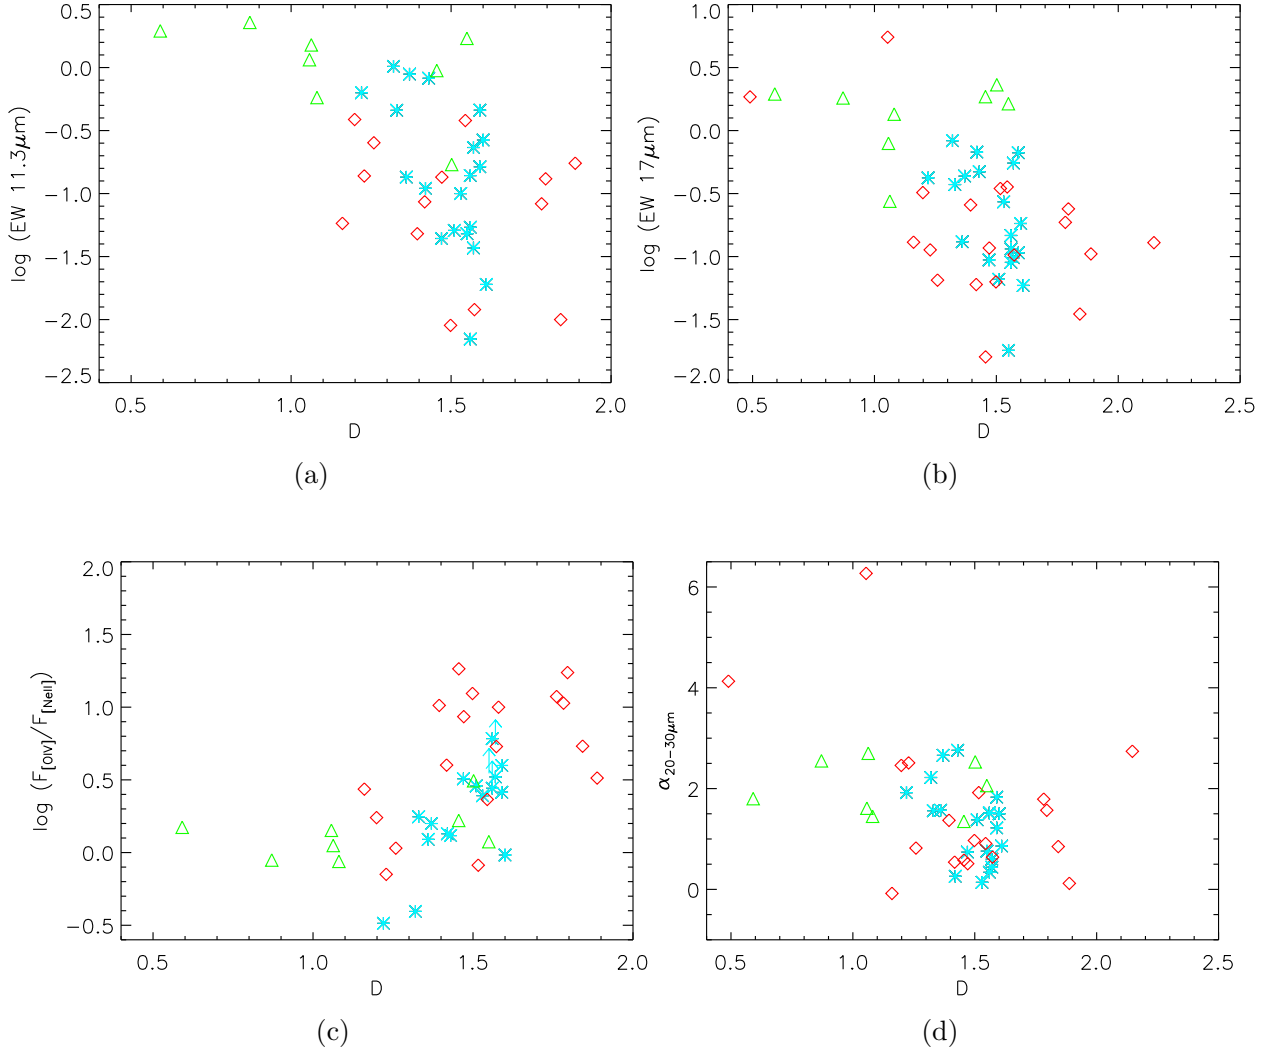 0.5
0.0
−0.5
−1.0
−1.5
−2.0
−2.5
log (EW 11.3μm)
0.5 1.0 1.5 2.0
D
(a)
1.0
0.5
0.0
−0.5
−1.0
−1.5
−2.0
log (EW 17μm)
0.5 1.0 1.5 2.0 2.5
D
(b)
2.0
1.5
1.0
0.5
0.0
−0.5
log (F[OIV]/F[NeII])
0.5 1.0 1.5 2.0
D
(c)
6
4
2
0
α20−30μm
0.5 1.0 1.5 2.0 2.5
D
(d)